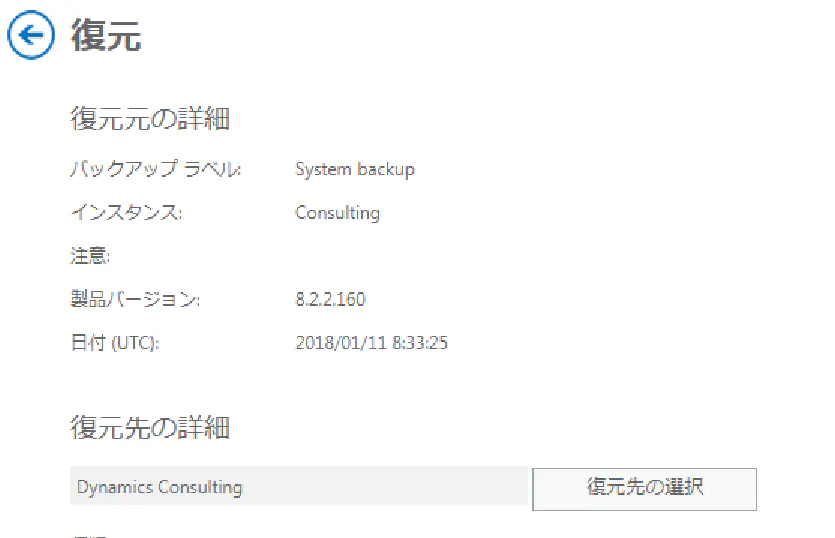 復元
復元元の詳細
バックアップ ラベル: System backup
インスタンス: Consulting
注意:
製品バージョン: 8.2.2.160
日付 (UTC): 2018/01/11 8:33:25
復元先の詳細
Dynamics Consulting 復元先の選択